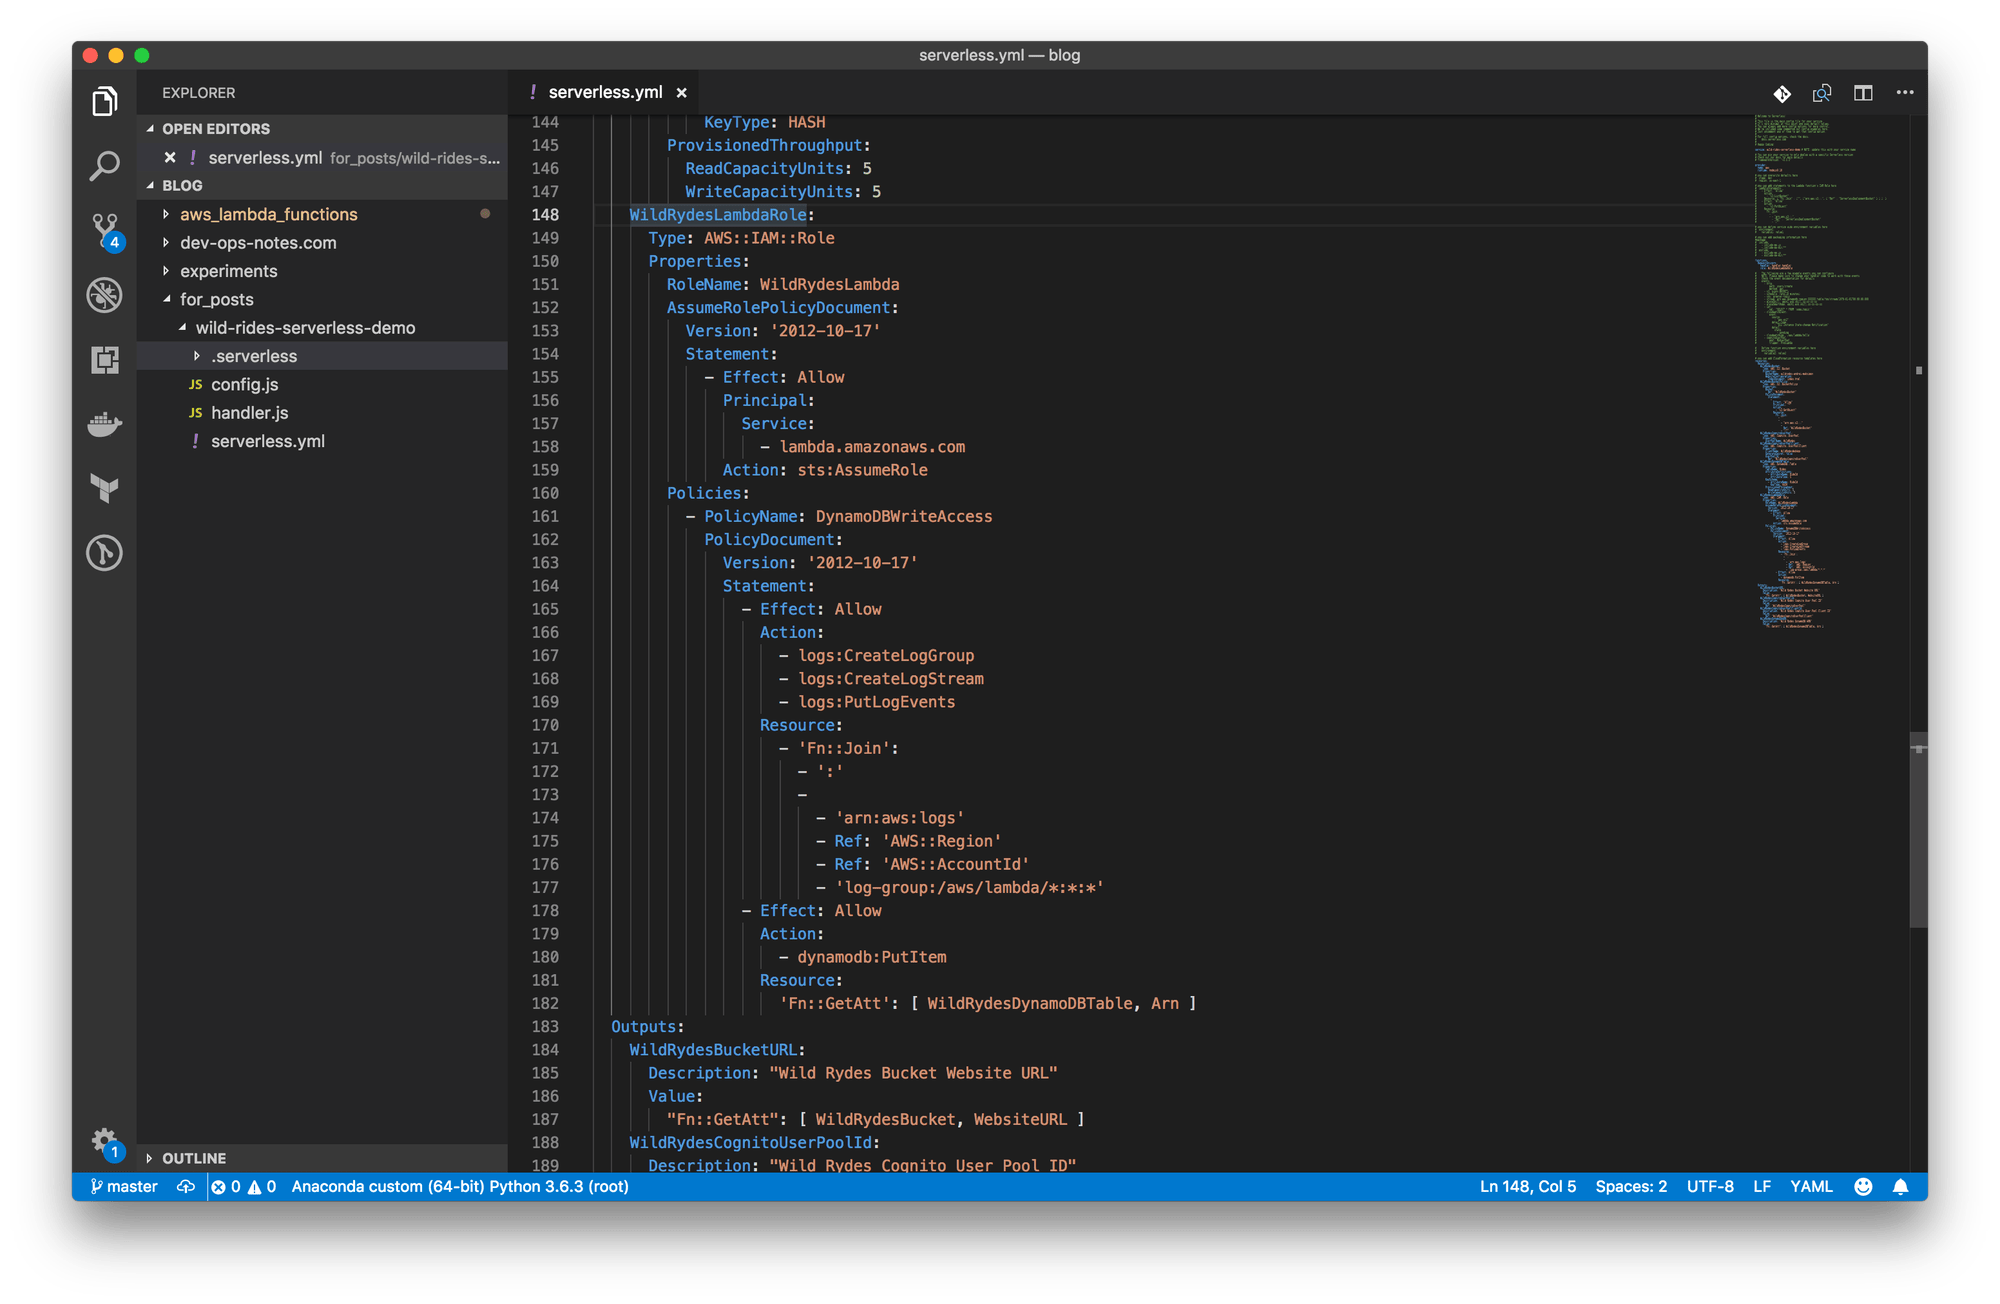 serverless.yml — blog
EXPLORER
OPEN EDITORS
× ! serverless.yml for_posts/wild-rides-s...
BLOG
aws_lambda_functions
dev-ops-notes.com
experiments
for_posts
wild-rides-serverless-demo
.serverless
JS config.js
JS handler.js
! serverless.yml
OUTLINE
4
1
! serverless.yml ×
144 KeyType: HASH
145 ProvisionedThroughput:
146 ReadCapacityUnits: 5
147 WriteCapacityUnits: 5
148 WildRydesLambdaRole:
149 Type: AWS::IAM::Role
150 Properties:
151 RoleName: WildRydesLambda
152 AssumeRolePolicyDocument:
153 Version: '2012-10-17'
154 Statement:
155 - Effect: Allow
156 Principal:
157 Service:
158 - lambda.amazonaws.com
159 Action: sts:AssumeRole
160 Policies:
161 - PolicyName: DynamoDBWriteAccess
162 PolicyDocument:
163 Version: '2012-10-17'
164 Statement:
165 - Effect: Allow
166 Action:
167 - logs:CreateLogGroup
168 - logs:CreateLogStream
169 - logs:PutLogEvents
170 Resource:
171 - 'Fn::Join':
172 - ':'
173 -
174 - 'arn:aws:logs'
175 - Ref: 'AWS::Region'
176 - Ref: 'AWS::AccountId'
177 - 'log-group:/aws/lambda/*:*:*'
178 - Effect: Allow
179 Action:
180 - dynamodb:PutItem
181 Resource:
182 'Fn::GetAtt': [ WildRydesDynamoDBTable, Arn ]
183 Outputs:
184 WildRydesBucketURL:
185 Description: "Wild Rydes Bucket Website URL"
186 Value:
187 "Fn::GetAtt": [ WildRydesBucket, WebsiteURL ]
188 WildRydesCognitoUserPoolId:
189 Description: "Wild Rydes Cognito User Pool ID"
master 0 0 Anaconda custom (64-bit) Python 3.6.3 (root) Ln 148, Col 5 Spaces: 2 UTF-8 LF YAML